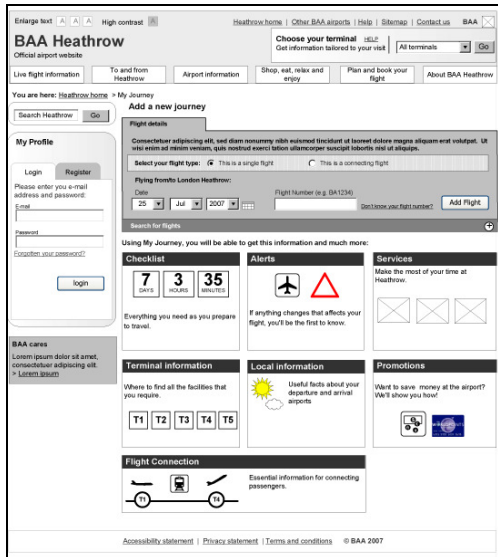 Enlarge text A A A High contrast A
Heathrow home | Other BAA airports | Help | Sitemap | Contact us BAA
BAA Heathrow
Official airport website
Choose your terminal HELP
Get information tailored to your visit
All terminals
Go
Live flight information
To and from Heathrow
Airport information
Shop, eat, relax and enjoy
Plan and book your flight
About BAA Heathrow
You are here: Heathrow home > My Journey
Search Heathrow Go
My Profile
Login Register
Please enter you e-mail
address and password:
E-mail
Password
Forgotten your password?
login
BAA cares
Lorem ipsum dolor sit amet,
consectetuer adipiscing elit.
> Lorem ipsum
Add a new journey
Flight details
Consectetuer adipiscing elit, sed diam nonummy nibh euismod tincidunt ut laoreet dolore magna aliquam erat volutpat. Ut
wisi enim ad minim veniam, quis nostrud exerci tation ullamcorper suscipit lobortis nisl ut aliquips.
Select your flight type: This is a single flight This is a connecting flight
Flying from/to London Heathrow:
Date Flight Number (e.g. BA1234)
25 Jul 2007
Don't know your flight number?
Add Flight
Search for flights
Using My Journey, you will be able to get this information and much more:
Checklist
7 3 35
DAYS HOURS MINUTES
Everything you need as you prepare
to travel.
Alerts
If anything changes that affects your
flight, you'll be the first to know.
Services
Make the most of your time at
Heathrow.
Terminal information
Where to find all the facilities that
you require.
T1 T2 T3 T4 T5
Local information
Useful facts about your
departure and arrival
airports
Promotions
Want to save money at the airport?
We'll show you how!
Flight Connection
T1 T4
Essential information for connecting
passengers.
Accessibility statement | Privacy statement | Terms and conditions © BAA 2007